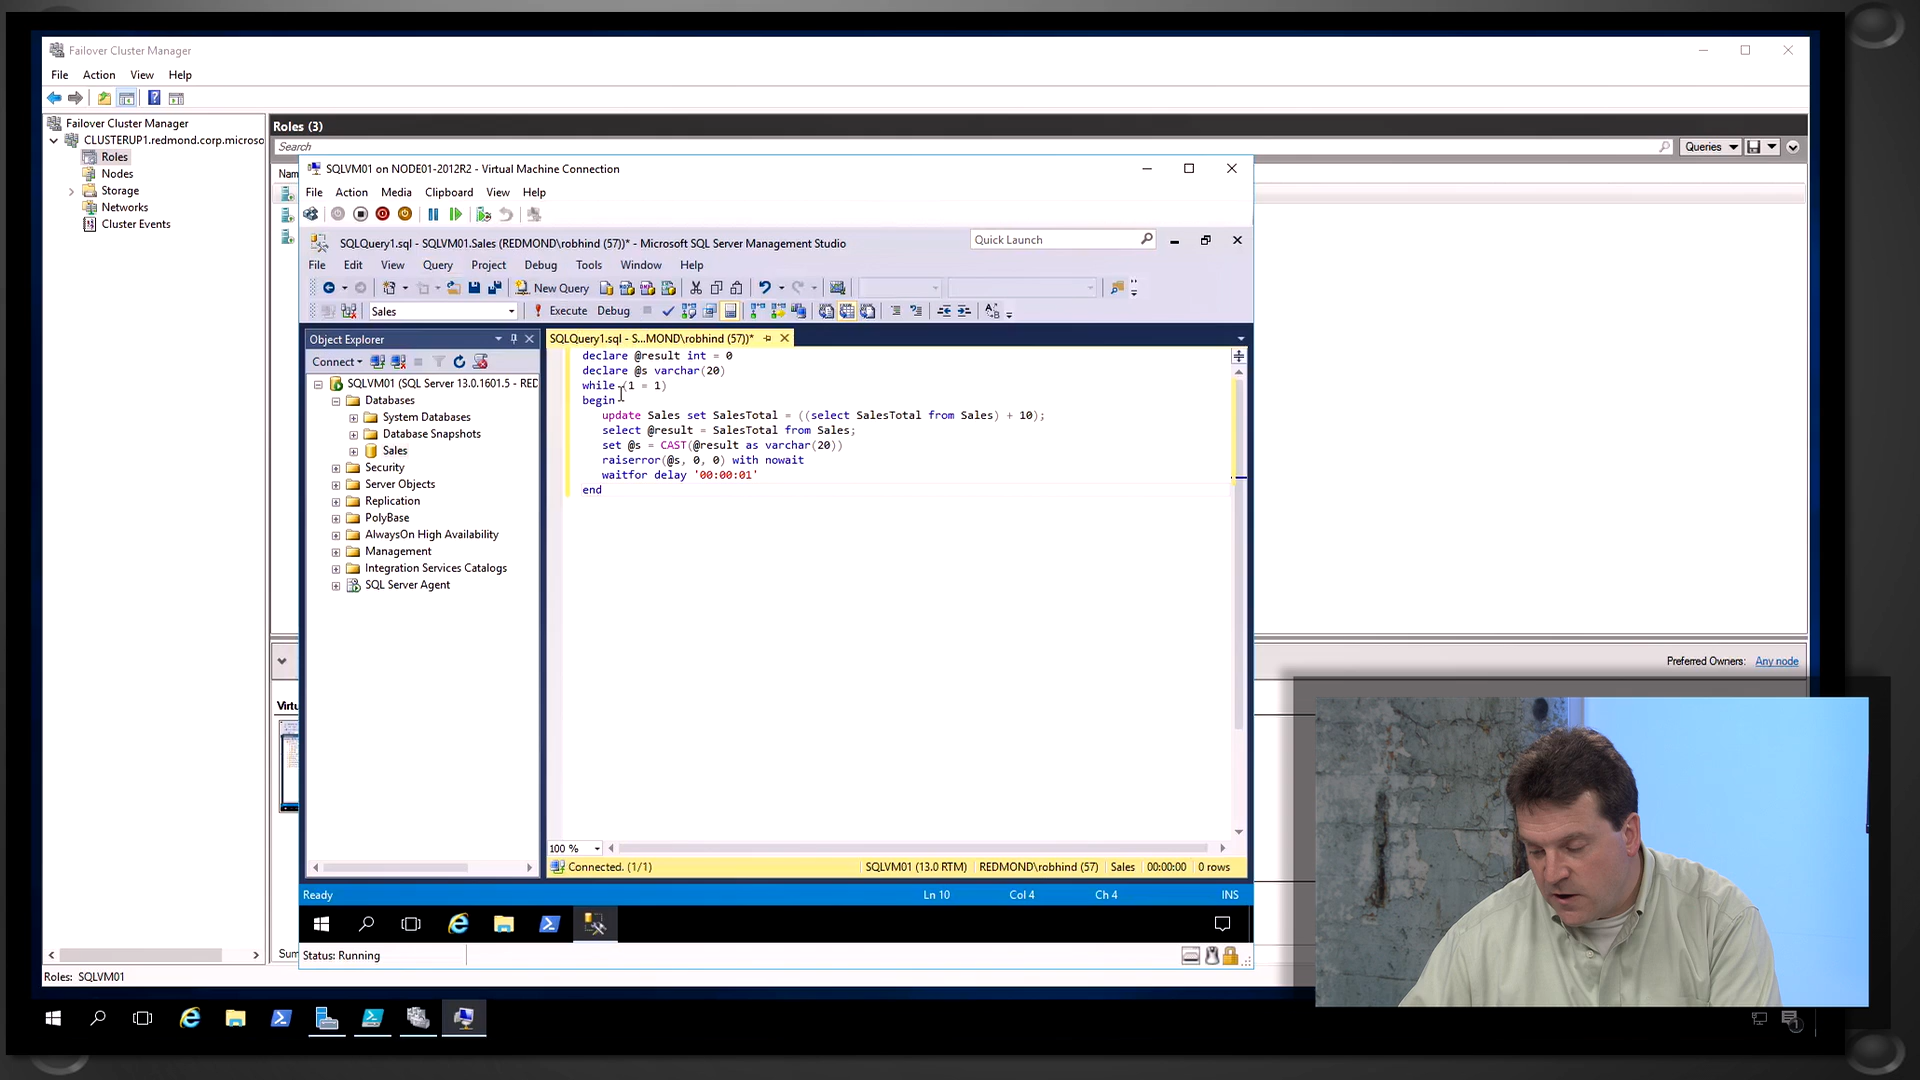 Failover Cluster Manager
File Action View Help
Failover Cluster Manager
CLUSTERUP1.redmond.corp.microso
Roles
Nodes
Storage
Networks
Cluster Events
Roles (3)
Search
Queries
Nam
SQLVM01 on NODE01-2012R2 - Virtual Machine Connection
File Action Media Clipboard View Help
SQLQuery1.sql - SQLVM01.Sales (REDMOND\robhind (57))* - Microsoft SQL Server Management Studio
Quick Launch
File Edit View Query Project Debug Tools Window Help
New Query
Sales
Execute Debug
Object Explorer
Connect
SQLVM01 (SQL Server 13.0.1601.5 - RED
Databases
System Databases
Database Snapshots
Sales
Security
Server Objects
Replication
PolyBase
AlwaysOn High Availability
Management
Integration Services Catalogs
SQL Server Agent
SQLQuery1.sql - S...MOND\robhind (57))*
declare @result int = 0
declare @s varchar(20)
while (1 = 1)
begin
update Sales set SalesTotal = ((select SalesTotal from Sales) + 10);
select @result = SalesTotal from Sales;
set @s = CAST(@result as varchar(20))
raiserror(@s, 0, 0) with nowait
waitfor delay '00:00:01'
end
100 %
Connected. (1/1)
SQLVM01 (13.0 RTM) REDMOND\robhind (57) Sales 00:00:00 0 rows
Ready Ln 10 Col 4 Ch 4 INS
Status: Running
Preferred Owners: Any node
Virtu
Sum
Roles: SQLVM01
1